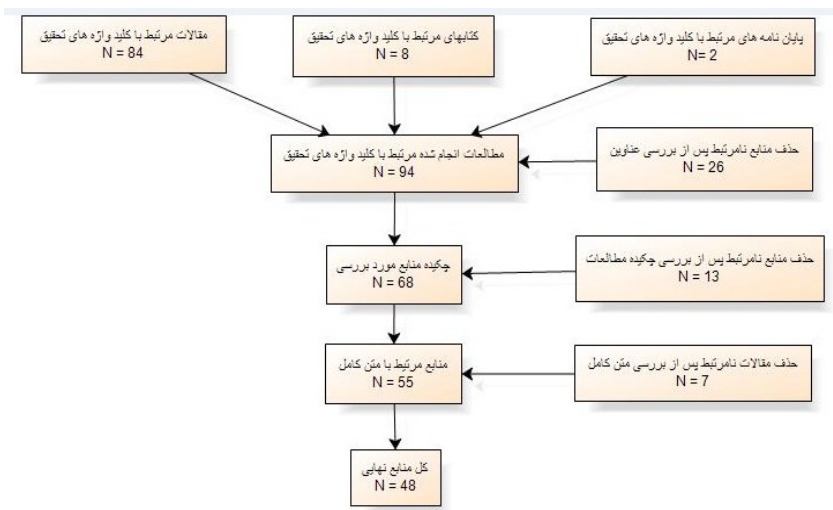 مقالات مرتبط با کلید واژه های تحقیق
N = 84
کتابهای مرتبط با کلید واژه های تحقیق
N = 8
پایان نامه های مرتبط با کلید واژه های تحقیق
N= 2
مطالعات انجام شده مرتبط با کلید واژه های تحقیق
N = 94
حذف منابع نامرتبط پس از بررسی عناوین
N = 26
چکیده منابع مورد بررسی
N = 68
حذف منابع نامرتبط پس از بررسی چکیده مطالعات
N = 13
منابع مرتبط با متن کامل
N = 55
حذف مقالات نامرتبط پس از بررسی متن کامل
N = 7
کل منابع نهایی
N = 48